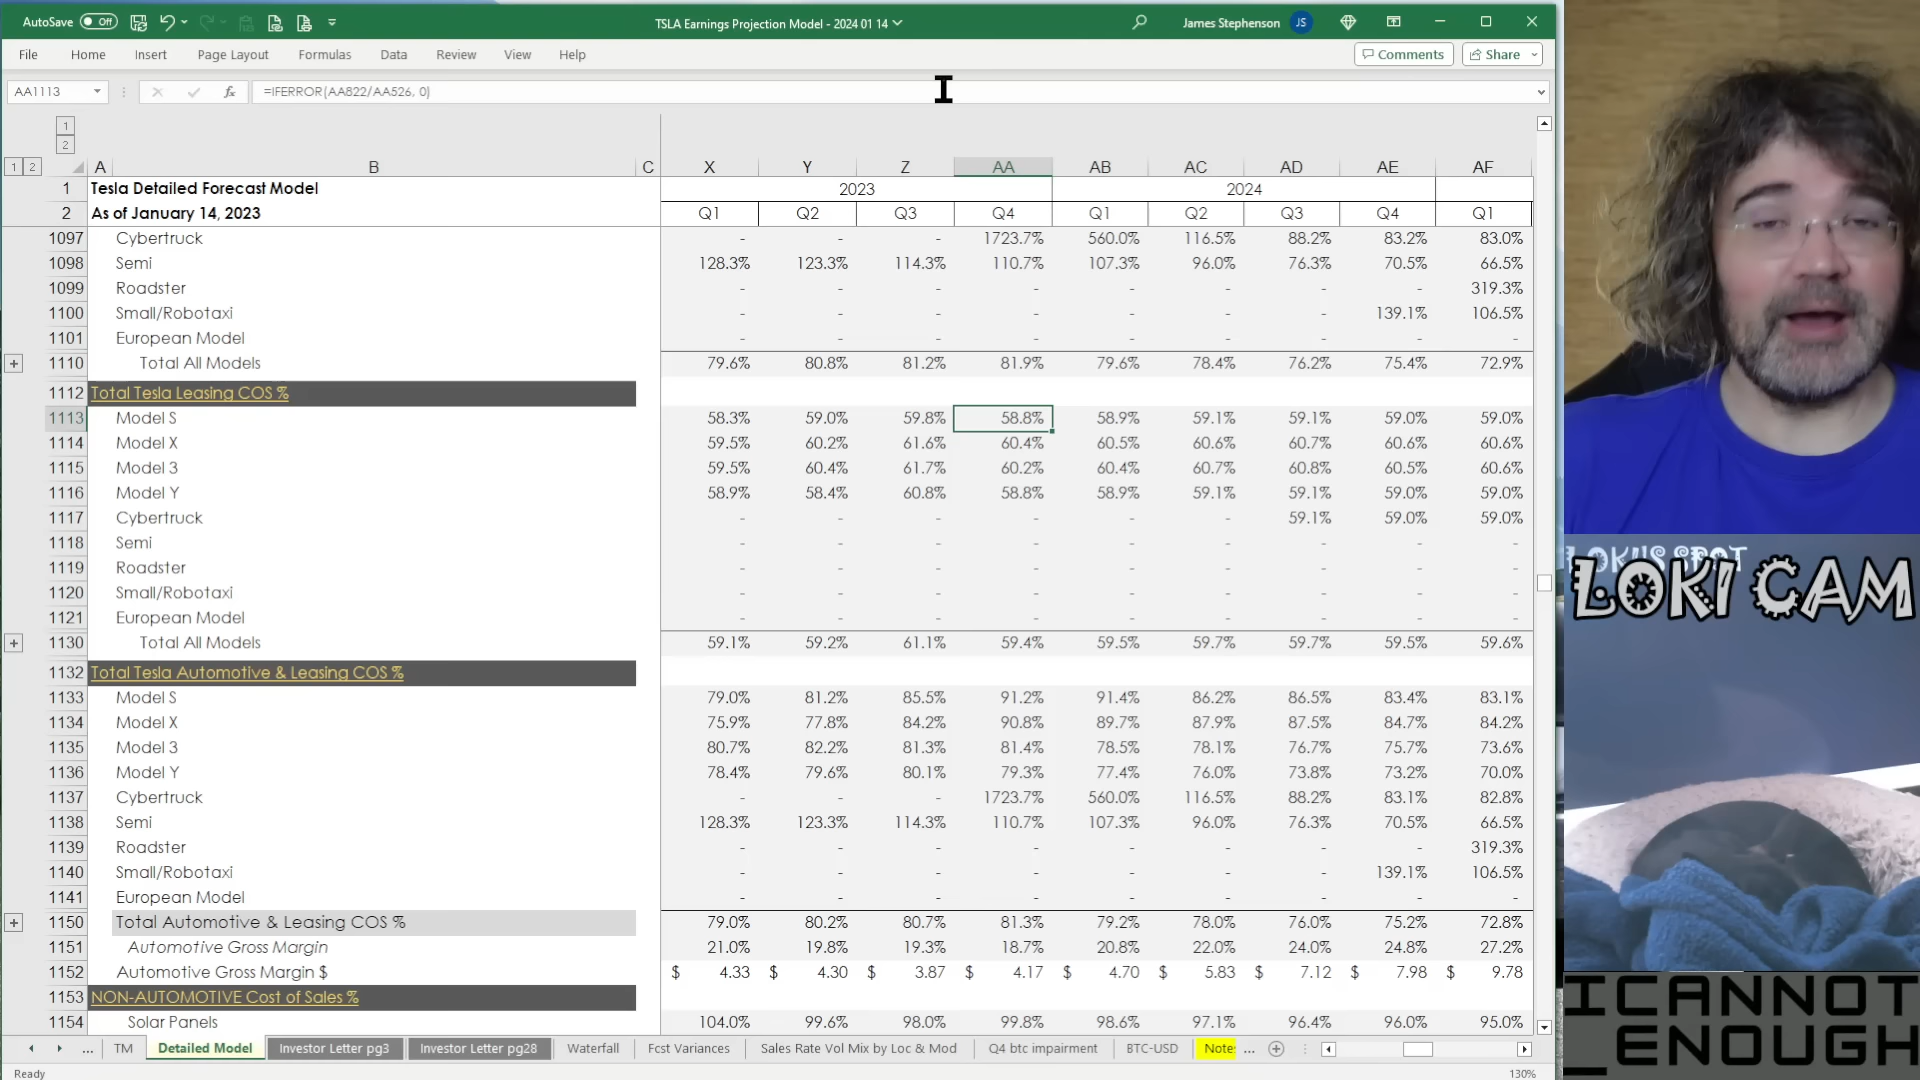 AutoSave Off TSLA Earnings Projection Model - 2024 01 14 James Stephenson JS
File Home Insert Page Layout Formulas Data Review View Help Comments Share
AA1113 fx =IFERROR(AA822/AA526, 0)
1
2
1 2 A B C X Y Z AA AB AC AD AE AF
1 Tesla Detailed Forecast Model 2023 2024
2 As of January 14, 2023 Q1 Q2 Q3 Q4 Q1 Q2 Q3 Q4 Q1
1097 Cybertruck - - - 1723.7% 560.0% 116.5% 88.2% 83.2% 83.0%
1098 Semi 128.3% 123.3% 114.3% 110.7% 107.3% 96.0% 76.3% 70.5% 66.5%
1099 Roadster - - - - - - - - 319.3%
1100 Small/Robotaxi - - - - - - - 139.1% 106.5%
1101 European Model - - - - - - - - -
1110 Total All Models 79.6% 80.8% 81.2% 81.9% 79.6% 78.4% 76.2% 75.4% 72.9%
1112 Total Tesla Leasing COS %
1113 Model S 58.3% 59.0% 59.8% 58.8% 58.9% 59.1% 59.1% 59.0% 59.0%
1114 Model X 59.5% 60.2% 61.6% 60.4% 60.5% 60.6% 60.7% 60.6% 60.6%
1115 Model 3 59.5% 60.4% 61.7% 60.2% 60.4% 60.7% 60.8% 60.5% 60.6%
1116 Model Y 58.9% 58.4% 60.8% 58.8% 58.9% 59.1% 59.1% 59.0% 59.0%
1117 Cybertruck - - - - - - 59.1% 59.0% 59.0%
1118 Semi - - - - - - - - -
1119 Roadster - - - - - - - - -
1120 Small/Robotaxi - - - - - - - - -
1121 European Model - - - - - - - - -
1130 Total All Models 59.1% 59.2% 61.1% 59.4% 59.5% 59.7% 59.7% 59.5% 59.6%
1132 Total Tesla Automotive & Leasing COS %
1133 Model S 79.0% 81.2% 85.5% 91.2% 91.4% 86.2% 86.5% 83.4% 83.1%
1134 Model X 75.9% 77.8% 84.2% 90.8% 89.7% 87.9% 87.5% 84.7% 84.2%
1135 Model 3 80.7% 82.2% 81.3% 81.4% 78.5% 78.1% 76.7% 75.7% 73.6%
1136 Model Y 78.4% 79.6% 80.1% 79.3% 77.4% 76.0% 73.8% 73.2% 70.0%
1137 Cybertruck - - - 1723.7% 560.0% 116.5% 88.2% 83.1% 82.8%
1138 Semi 128.3% 123.3% 114.3% 110.7% 107.3% 96.0% 76.3% 70.5% 66.5%
1139 Roadster - - - - - - - - 319.3%
1140 Small/Robotaxi - - - - - - - 139.1% 106.5%
1141 European Model - - - - - - - - -
1150 Total Automotive & Leasing COS % 79.0% 80.2% 80.7% 81.3% 79.2% 78.0% 76.0% 75.2% 72.8%
1151 Automotive Gross Margin 21.0% 19.8% 19.3% 18.7% 20.8% 22.0% 24.0% 24.8% 27.2%
1152 Automotive Gross Margin $ $ 4.33 $ 4.30 $ 3.87 $ 4.17 $ 4.70 $ 5.83 $ 7.12 $ 7.98 $ 9.78
1153 NON-AUTOMOTIVE Cost of Sales %
1154 Solar Panels 104.0% 99.6% 98.0% 99.8% 98.6% 97.1% 96.4% 96.0% 95.0%
... TM Detailed Model Investor Letter pg3 Investor Letter pg28 Waterfall Fcst Variances Sales Rate Vol Mix by Loc & Mod Q4 btc impairment BTC-USD Notes ...
Ready 130%
LOKI'S SPOT
LOKI CAM
ICANNOT
_ENOUGH